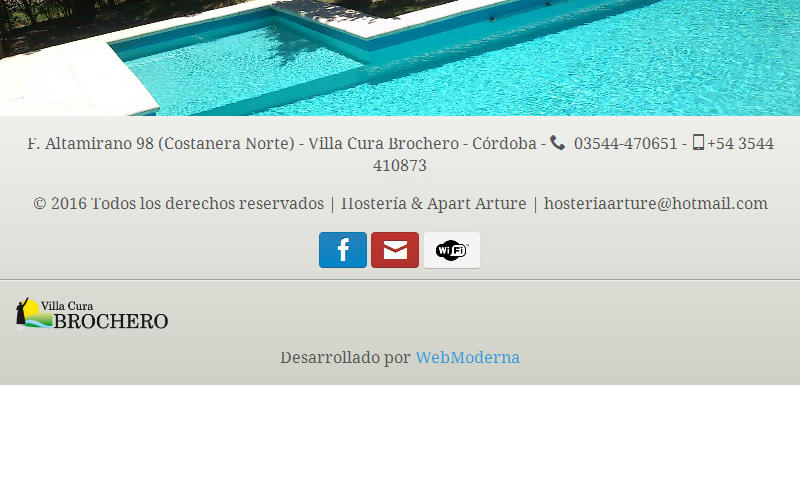 F. Altamirano 98 (Costanera Norte) - Villa Cura Brochero - Córdoba - 03544-470651 - +54 3544
410873
© 2016 Todos los derechos reservados | Hostería & Apart Arture | hosteriaarture@hotmail.com
f Wi Fi
Villa Cura
BROCHERO
Desarrollado por WebModerna